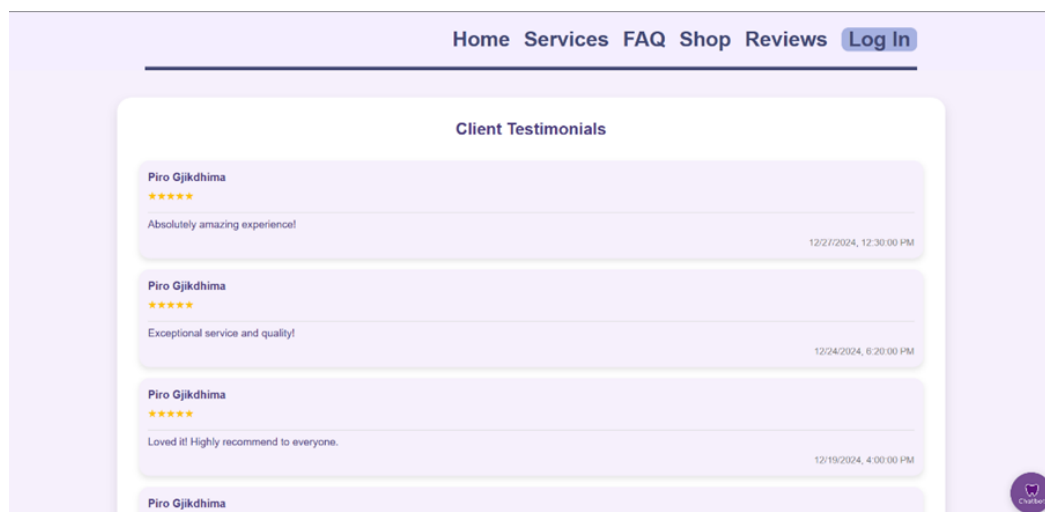 Home Services FAQ Shop Reviews Log In
Client Testimonials
Piro Gjikdhima
★★★★★
Absolutely amazing experience!
12/27/2024, 12:30:00 PM
Piro Gjikdhima
★★★★★
Exceptional service and quality!
12/24/2024, 6:20:00 PM
Piro Gjikdhima
★★★★★
Loved it! Highly recommend to everyone.
12/19/2024, 4:00:00 PM
Piro Gjikdhima
Chatbot